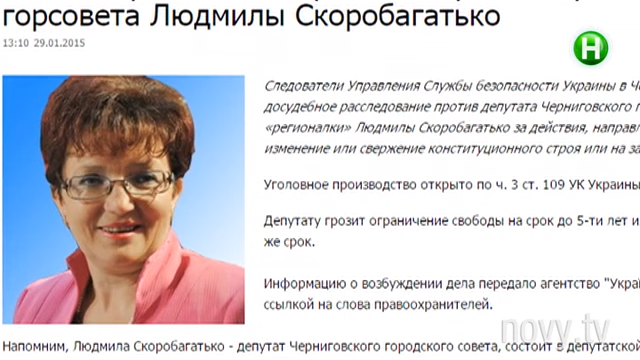 горсовета Людмилы Скоробагатько
13:10 29.01.2015
Н
Следователи Управления Службы безопасности Украины в
досудебное расследование против депутата Черниговского
«регионалки» Людмилы Скоробагатько за действия,
изменение или свержение конституционного строя или на
Уголовное производство открыто по ч. 3 ст. 109 УК Украины
Депутату грозит ограничение свободы на срок до 5-ти лет
же срок.
Информацию о возбуждении дела передало агентство
ссылкой на слова правоохранителей.
novy.tv
Напомним, Людмила Скоробагатько - депутат Черниговского городского совета, состоит в депутатской